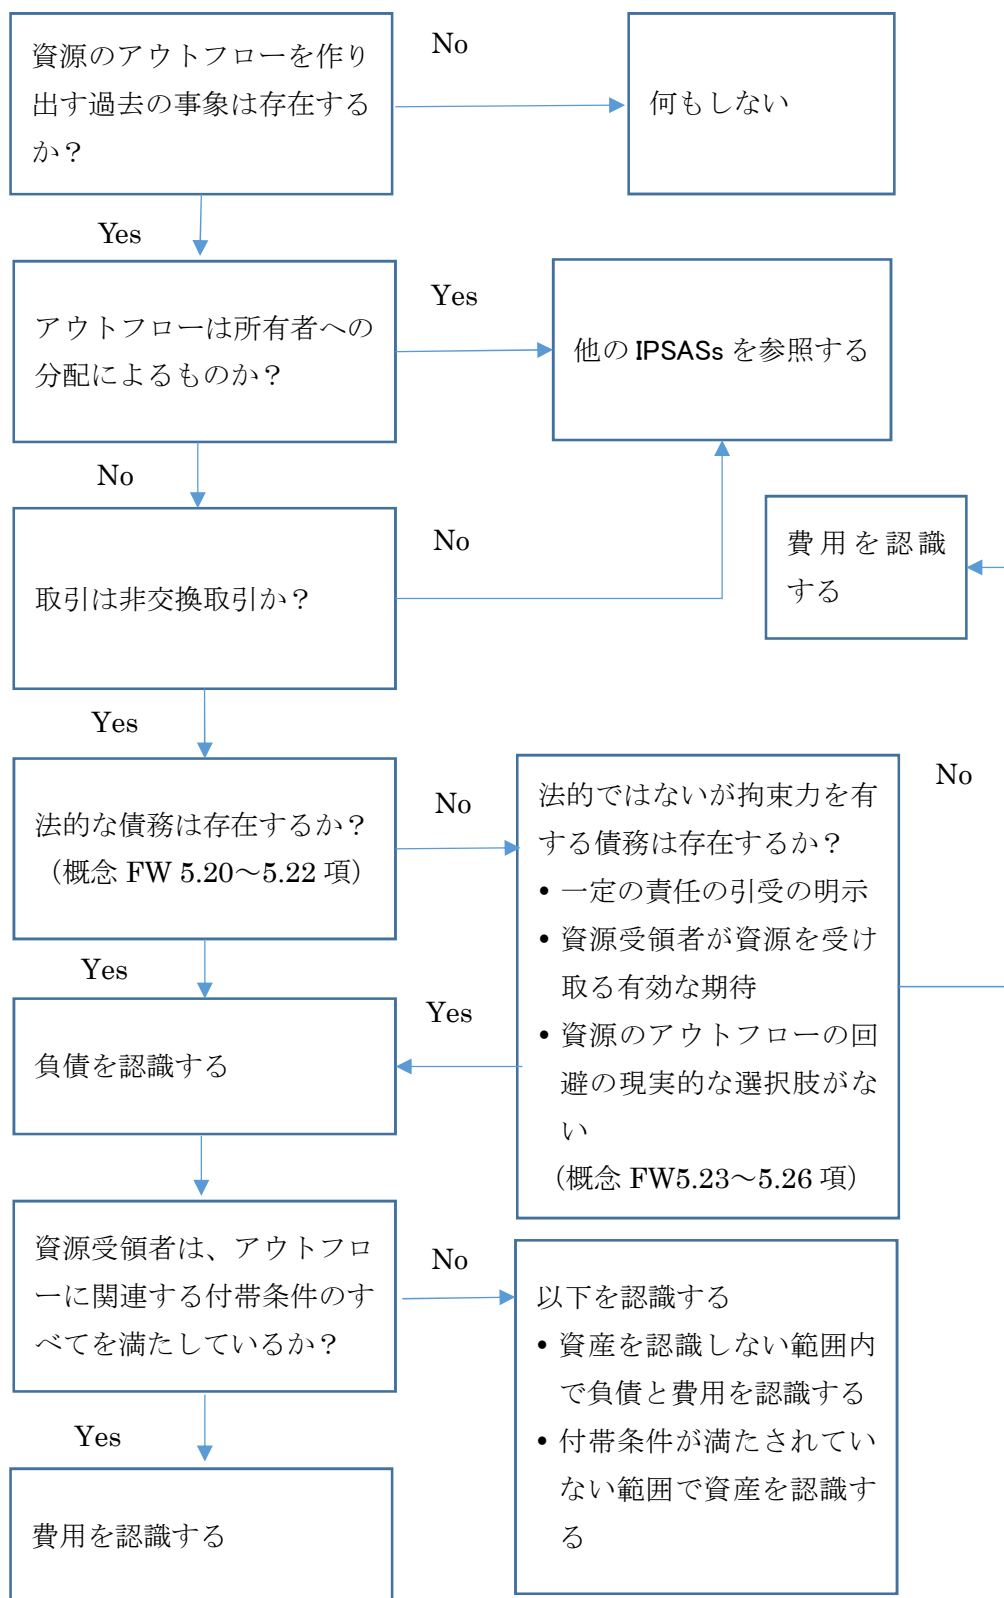 資源のアウトフローを作り
出す過去の事象は存在する
か？
No
何もしない
Yes
アウトフローは所有者への
分配によるものか？
Yes
他の IPSASs を参照する
No
取引は非交換取引か？
No
費用を認識
する
Yes
法的な債務は存在するか？
（概念 FW 5.20～5.22 項）
No
法的ではないが拘束力を有
する債務は存在するか？
• 一定の責任の引受の明示
• 資源受領者が資源を受け
取る有効な期待
• 資源のアウトフローの回
避の現実的な選択肢がな
い
（概念 FW5.23～5.26 項）
No
Yes
負債を認識する
Yes
資源受領者は、アウトフロ
ーに関連する付帯条件のす
べてを満たしているか？
No
以下を認識する
• 資産を認識しない範囲内
で負債と費用を認識する
• 付帯条件が満たされてい
ない範囲で資産を認識す
る
Yes
費用を認識する